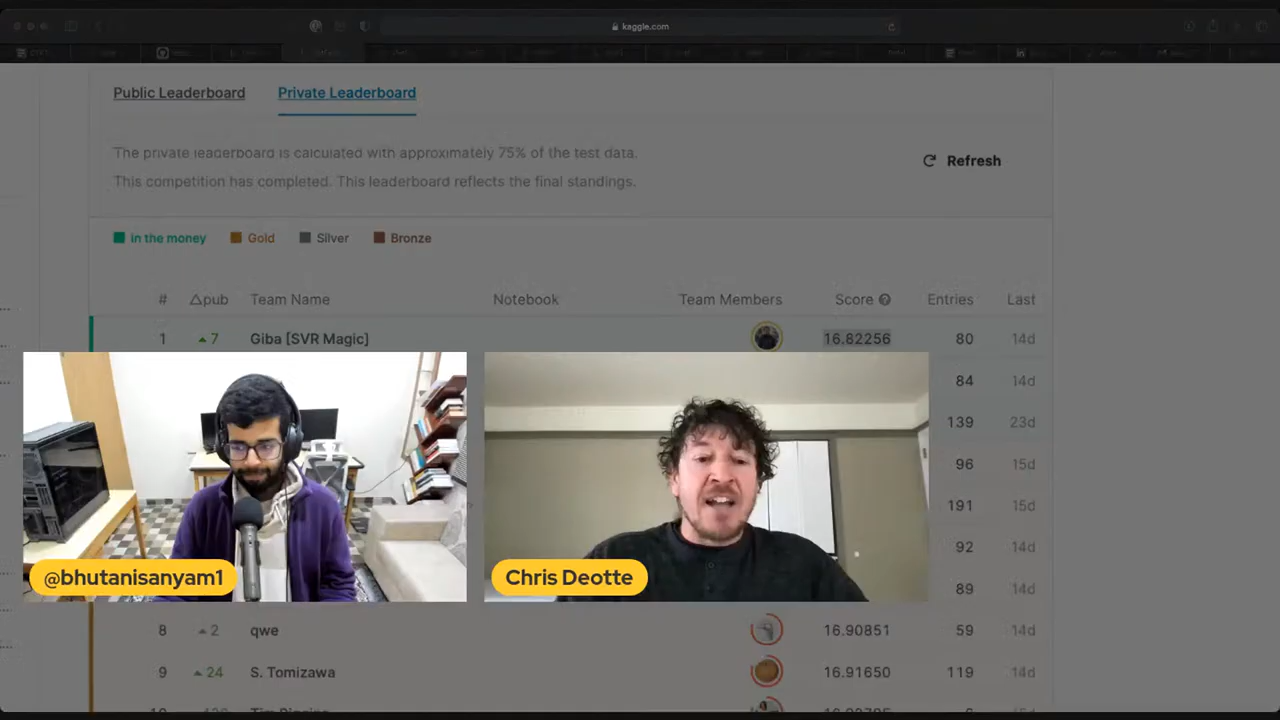 kaggle.com
Public Leaderboard Private Leaderboard
The private leaderboard is calculated with approximately 75% of the test data.
This competition has completed. This leaderboard reflects the final standings.
Refresh
In the money Gold Silver Bronze
# △pub Team Name Notebook Team Members Score Entries Last
1 7 Giba [SVR Magic] 16.82256 80 14d
84 14d
139 23d
96 15d
191 15d
92 14d
89 14d
@bhutanisanyam1
Chris Deotte
8 2 qwe 16.90851 59 14d
9 24 S. Tomizawa 16.91650 119 14d